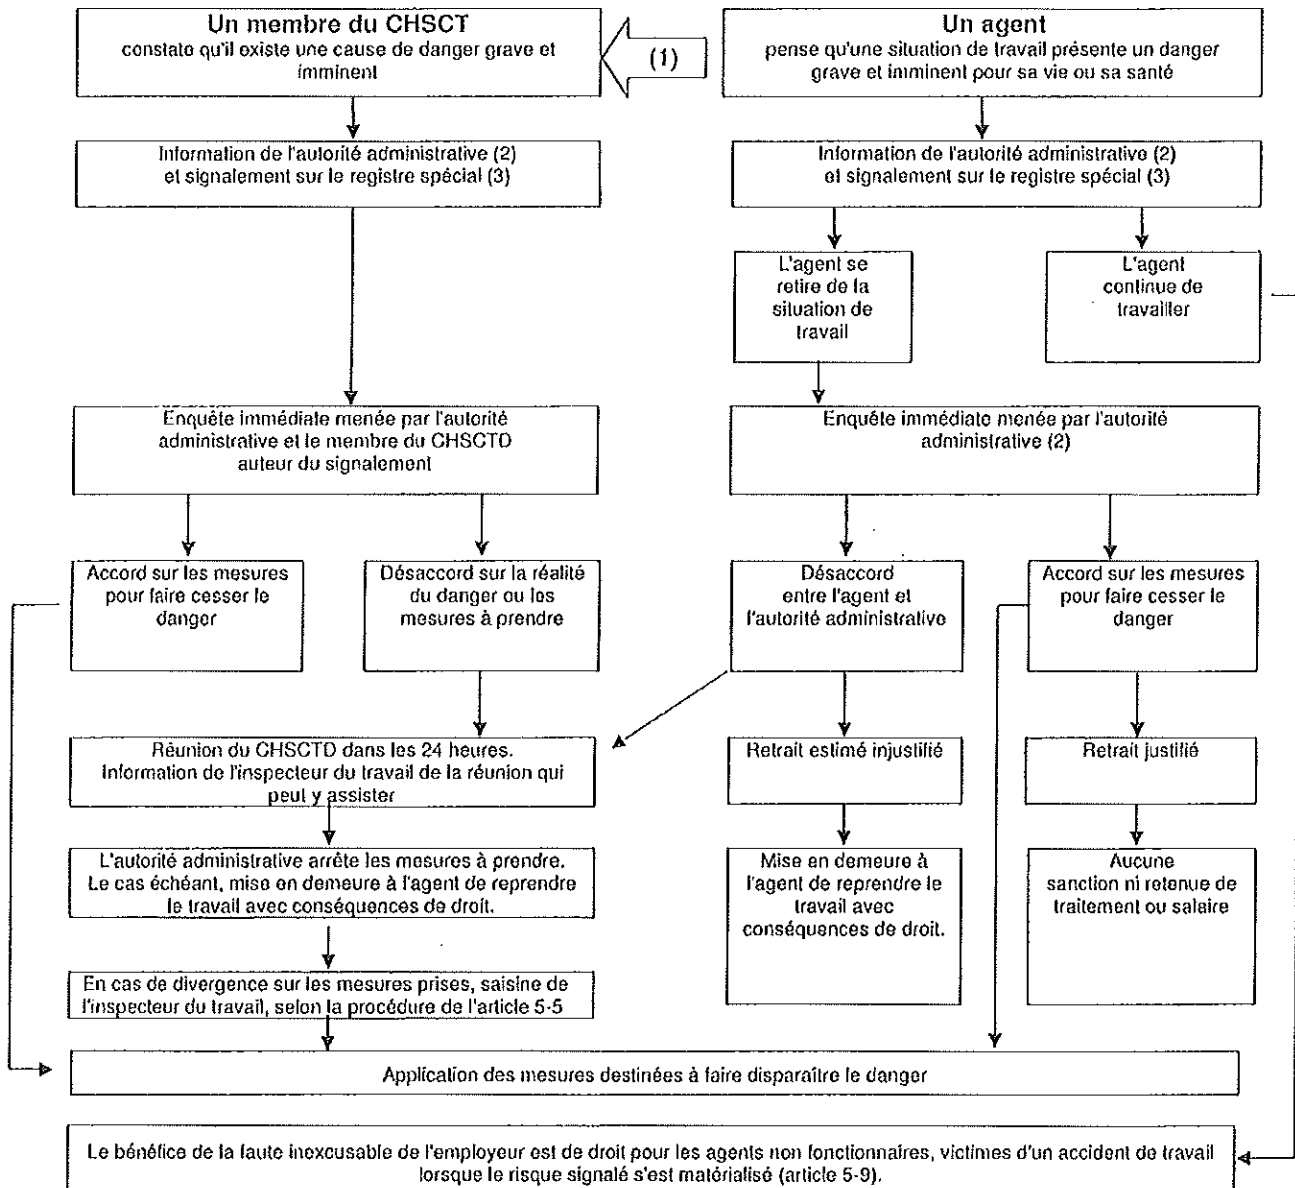 Un membre du CHSCT
constate qu'il existe une cause de danger grave et
imminent
(1)
Un agent
pense qu'une situation de travail présente un danger
grave et imminent pour sa vie ou sa santé
Information de l'autorité administrative (2)
et signalement sur le registre spécial (3)
Information de l'autorité administrative (2)
et signalement sur le registre spécial (3)
L'agent se
retire de la
situation de
travail
L'agent
continue de
travailler
Enquête immédiate menée par l'autorité
administrative et le membre du CHSCTD
auteur du signalement
Enquête immédiate menée par l'autorité
administrative (2)
Accord sur les mesures
pour faire cesser le
danger
Désaccord sur la réalité
du danger ou les
mesures à prendre
Désaccord
entre l'agent et
l'autorité administrative
Accord sur les mesures
pour faire cesser le
danger
Réunion du CHSCTD dans les 24 heures.
Information de l'inspecteur du travail de la réunion qui
peut y assister
Retrait estimé injustifié
Retrait justifié
L'autorité administrative arrête les mesures à prendre.
Le cas échéant, mise en demeure à l'agent de reprendre
le travail avec conséquences de droit.
Mise en demeure à
l'agent de reprendre le
travail avec
conséquences de droit.
Aucune
sanction ni retenue de
traitement ou salaire
En cas de divergence sur les mesures prises, saisine de
l'inspecteur du travail, selon la procédure de l'article 5-5
Application des mesures destinées à faire disparaître le danger
Le bénéfice de la faute inexcusable de l'employeur est de droit pour les agents non fonctionnaires, victimes d'un accident de travail
lorsque le risque signalé s'est matérialisé (article 5-9).